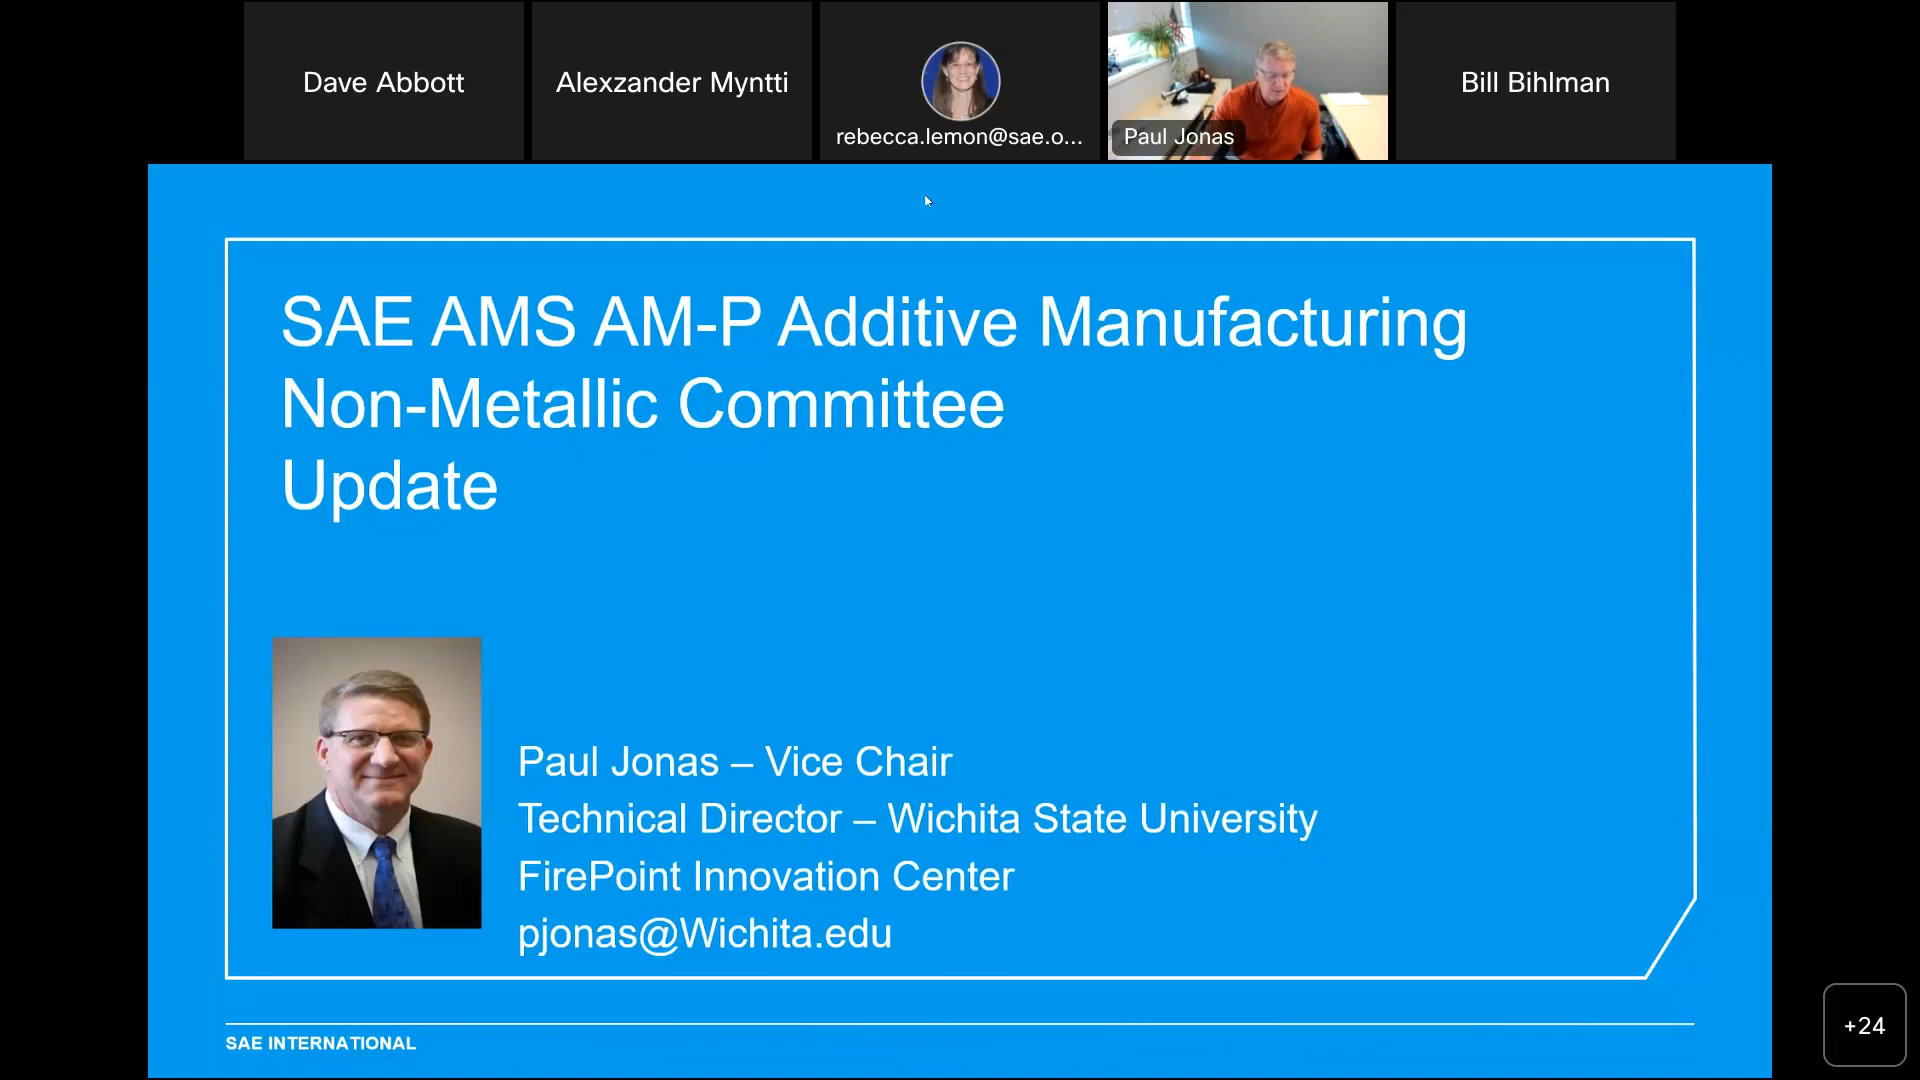 Dave Abbott
Alexzander Myntti
rebecca.lemon@sae.o...
Paul Jonas
Bill Bihlman
SAE AMS AM-P Additive Manufacturing
Non-Metallic Committee
Update
Paul Jonas – Vice Chair
Technical Director – Wichita State University
FirePoint Innovation Center
pjonas@Wichita.edu
SAE INTERNATIONAL
+24